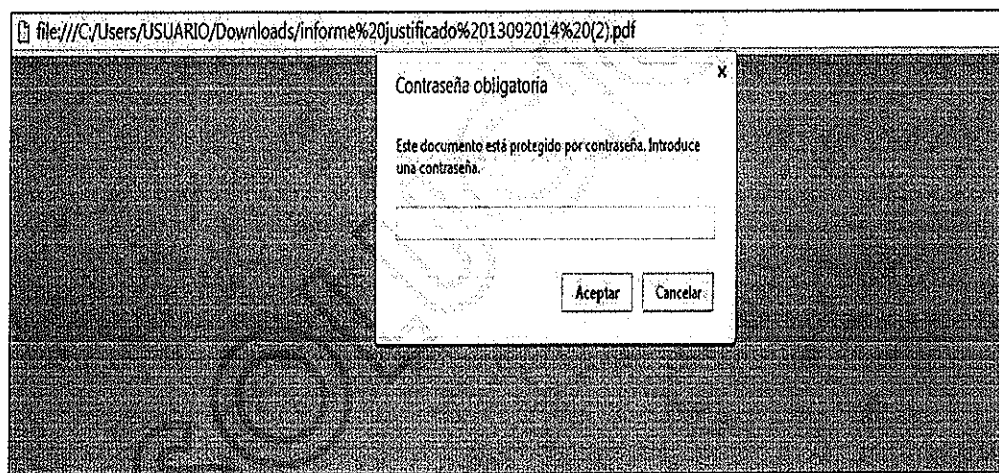 file:///C:/Users/USUARIO/Downloads/informe%20justificado%2013092014%20(2).pdf
Contraseña obligatoria
x
Este documento está protegido por contraseña. Introduce
una contraseña.
Aceptar Cancelar